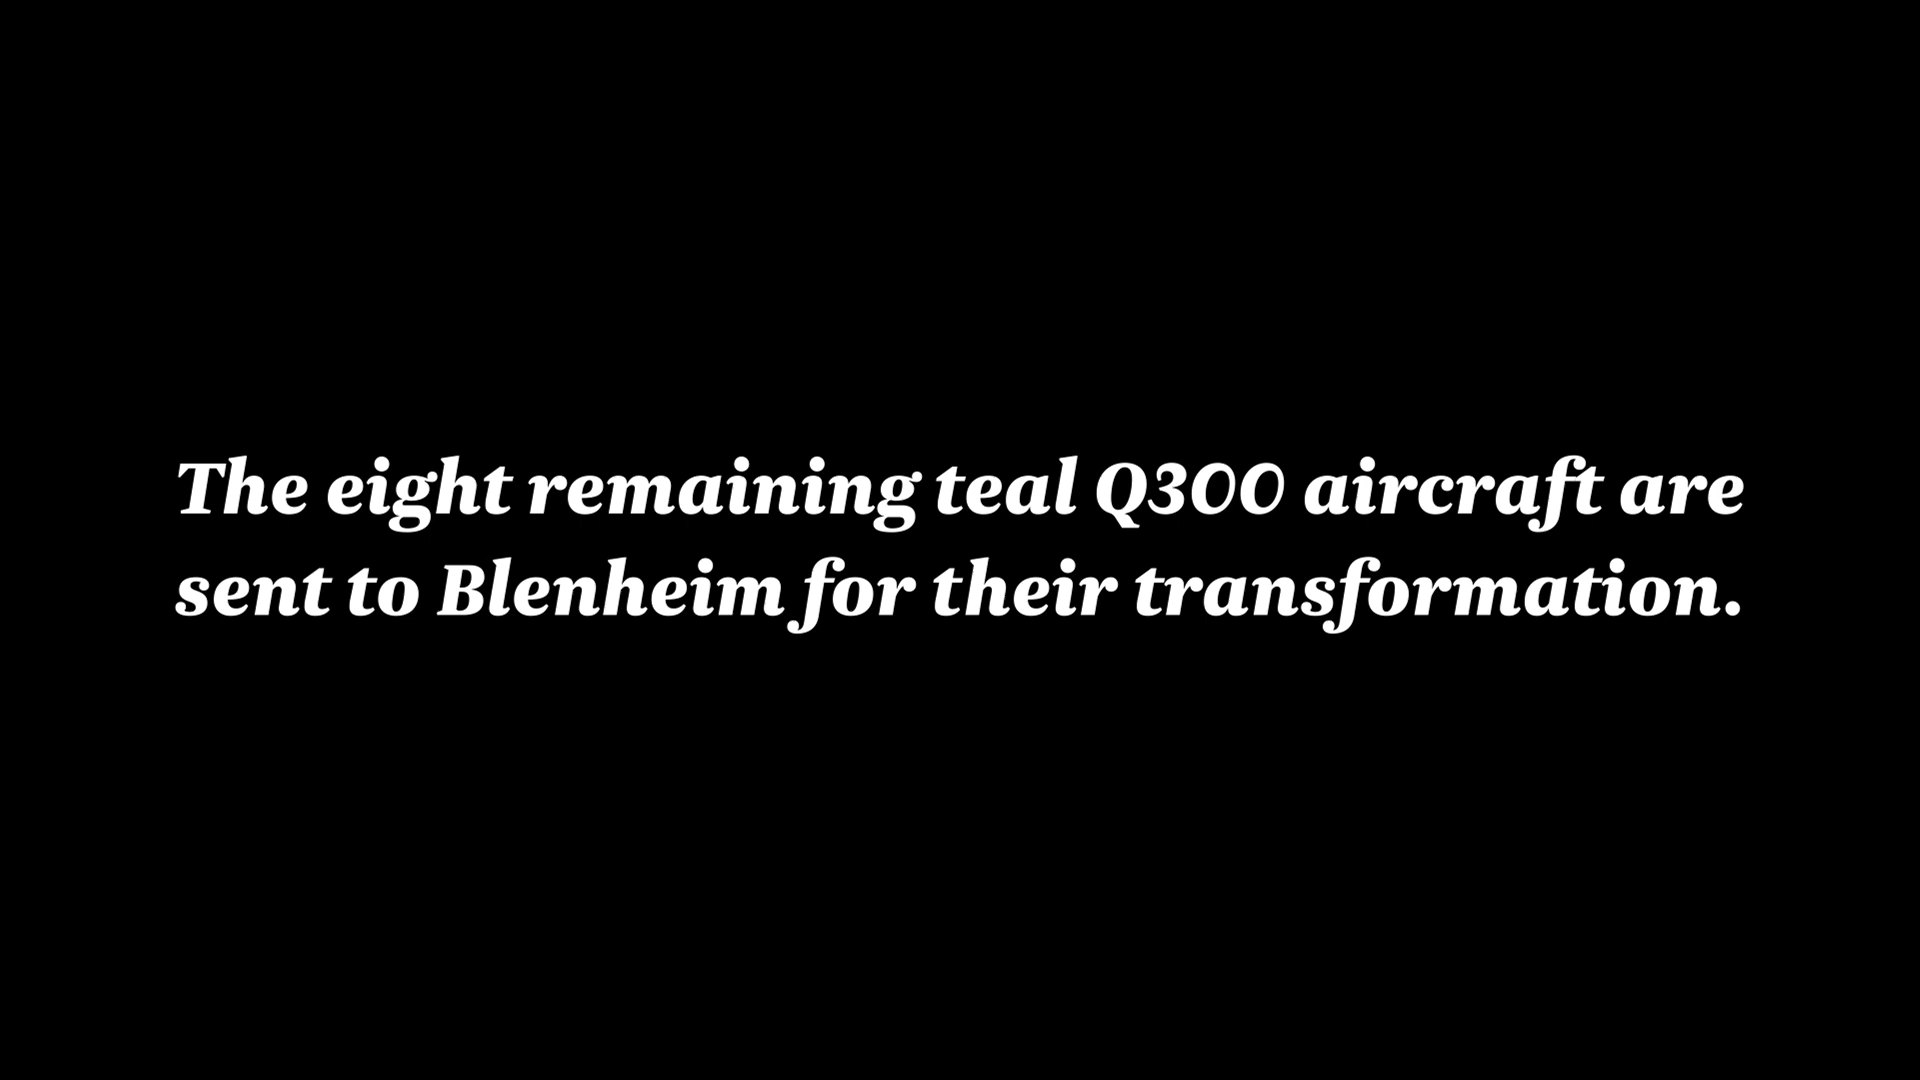 The eight remaining teal Q300 aircraft are
sent to Blenheim for their transformation.